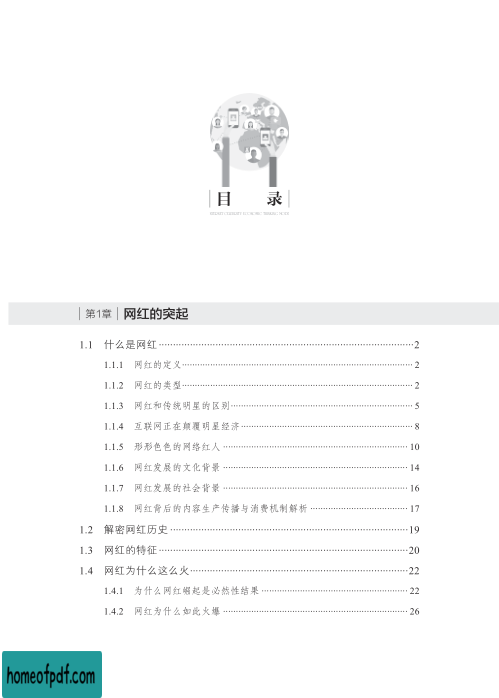 目 录
第1章 网红的突起
1.1 什么是网红 ························ 2
1.1.1 网红的定义 ························ 2
1.1.2 网红的类型 ························ 2
1.1.3 网红和传统明星的区别 ························ 5
1.1.4 互联网正在颠覆明星经济 ························ 8
1.1.5 形形色色的网络红人 ························ 10
1.1.6 网红发展的文化背景 ························ 14
1.1.7 网红发展的社会背景 ························ 16
1.1.8 网红背后的内容生产传播与消费机制解析 ························ 17
1.2 解密网红历史 ························ 19
1.3 网红的特征 ························ 20
1.4 网红为什么这么火 ························ 22
1.4.1 为什么网红崛起是必然性结果 ························ 22
1.4.2 网红为什么如此火爆 ························ 26
homeofpdf.com